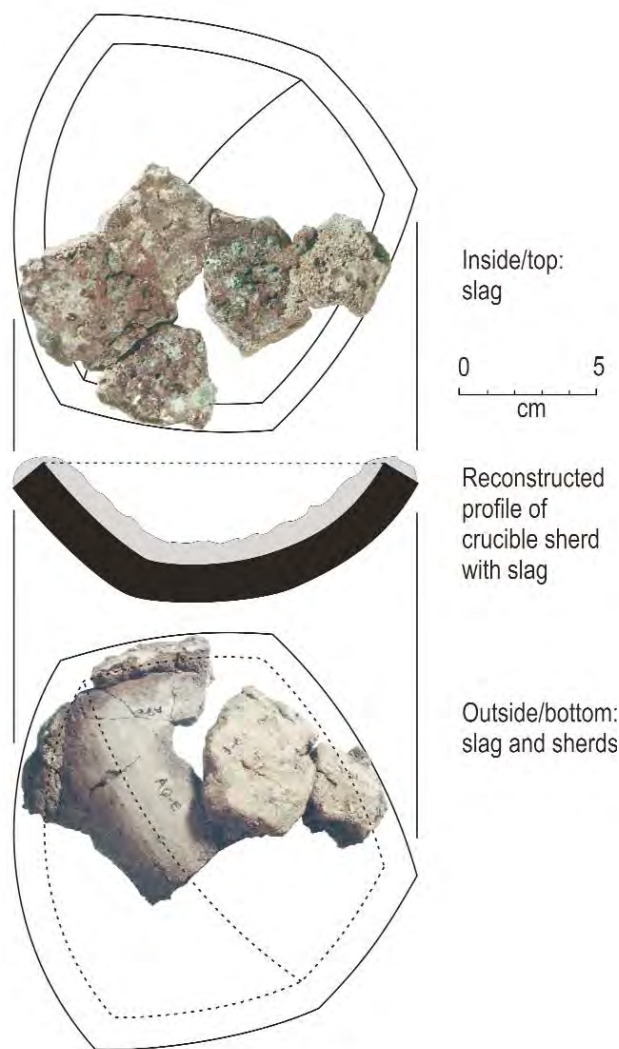 Inside/top:
slag
0 5
cm
Reconstructed
profile of
crucible sherd
with slag
Outside/bottom:
slag and sherds